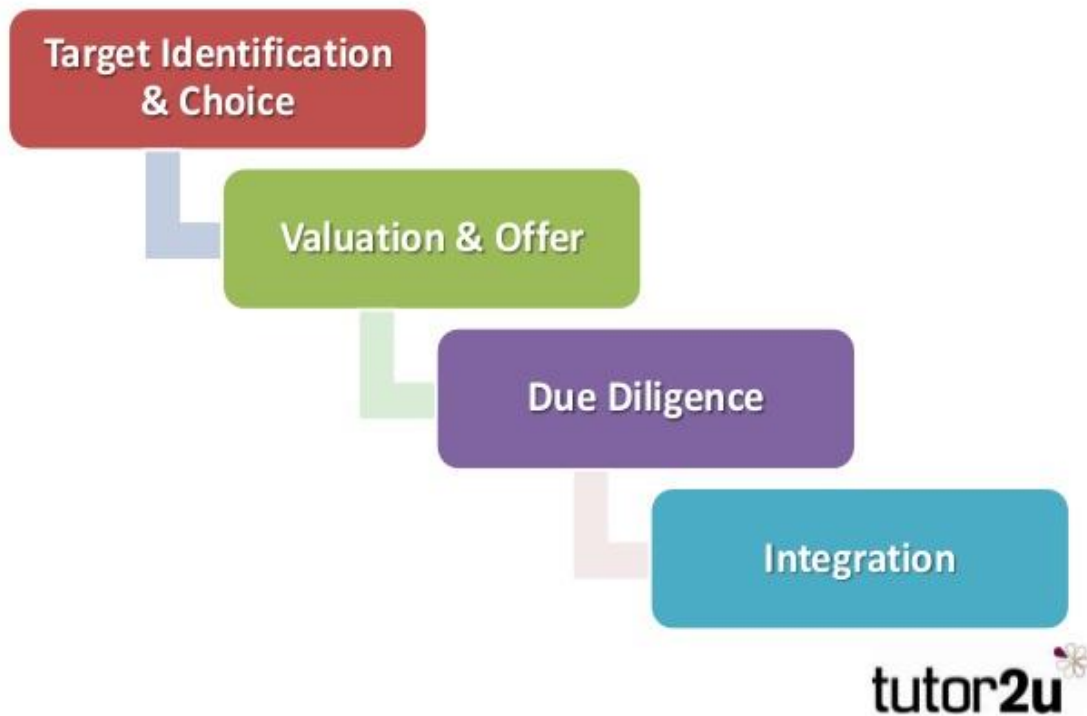 Target Identification
& Choice
Valuation & Offer
Due Diligence
Integration
tutor2u